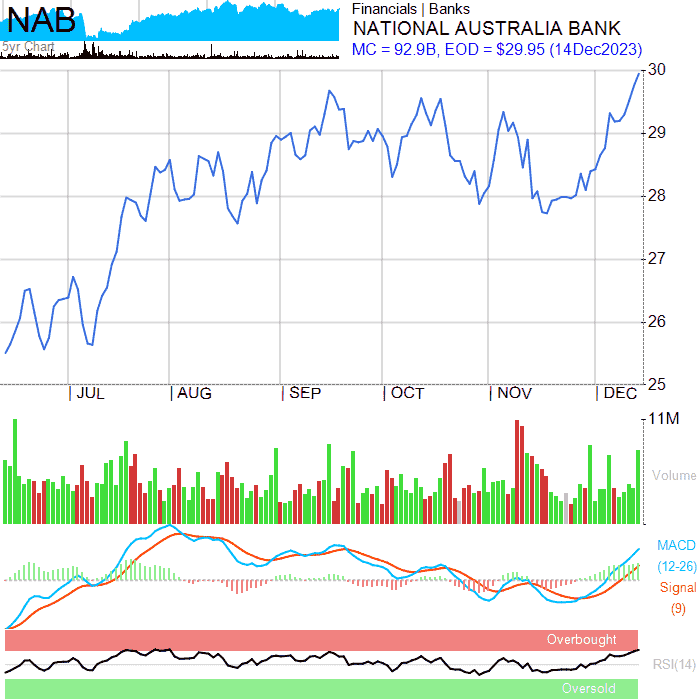 NAB
5yr Chart
Financials | Banks
NATIONAL AUSTRALIA BANK
MC = 92.9B, EOD = $29.95 (14Dec2023)
30
29
28
27
26
25
JUL AUG SEP OCT NOV DEC
11M
Volume
MACD
(12-26)
Signal
(9)
Overbought
RSI(14)
Oversold